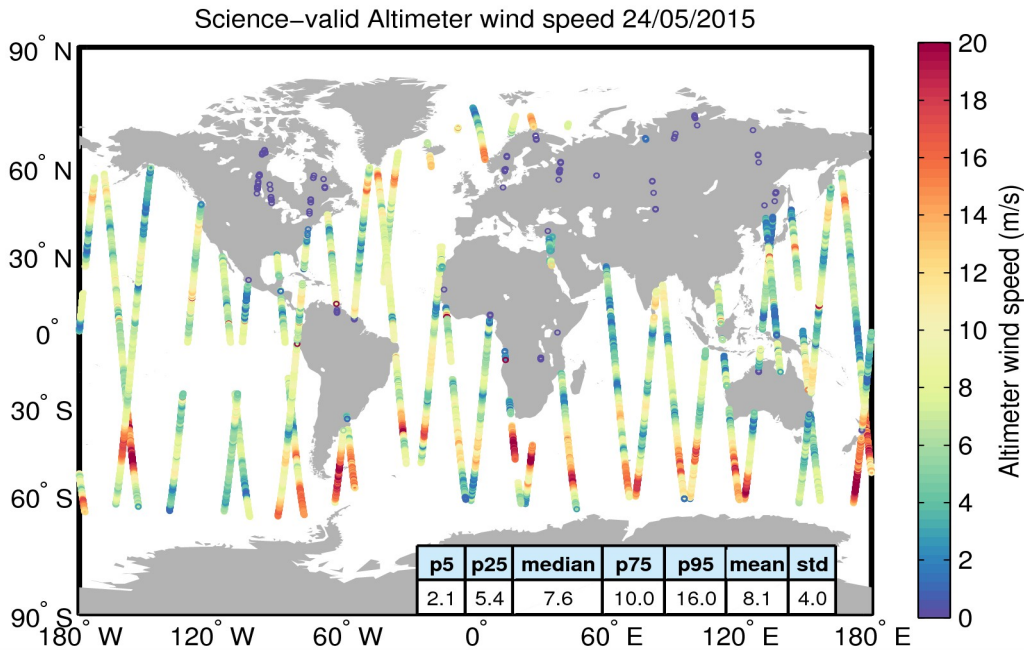 Science−valid Altimeter wind speed 24/05/2015
90° N
60° N
30° N
0°
30° S
60° S
90° S
180° W
120° W
60° W
0°
60° E
120° E
180° E
p5 p25 median p75 p95 mean std
2.1 5.4 7.6 10.0 16.0 8.1 4.0
20
18
16
14
12
10
8
6
4
2
0
Altimeter wind speed (m/s)